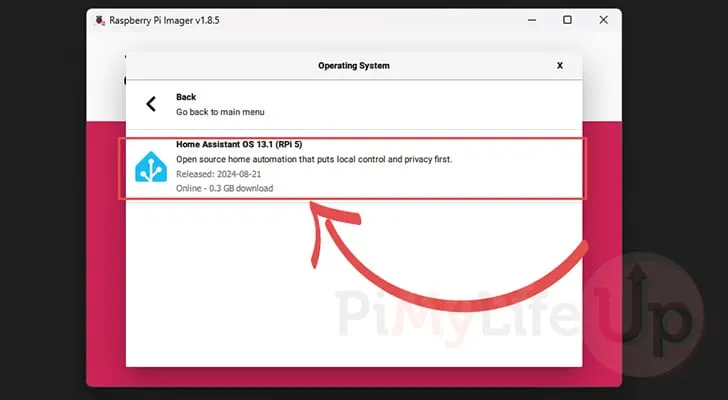 Raspberry Pi Imager v1.8.5
Operating System
X
Back
Go back to main menu
Home Assistant OS 13.1 (RPi 5)
Open source home automation that puts local control and privacy first.
Released: 2024-08-21
Online - 0.3 GB download
PiMyLifeUp